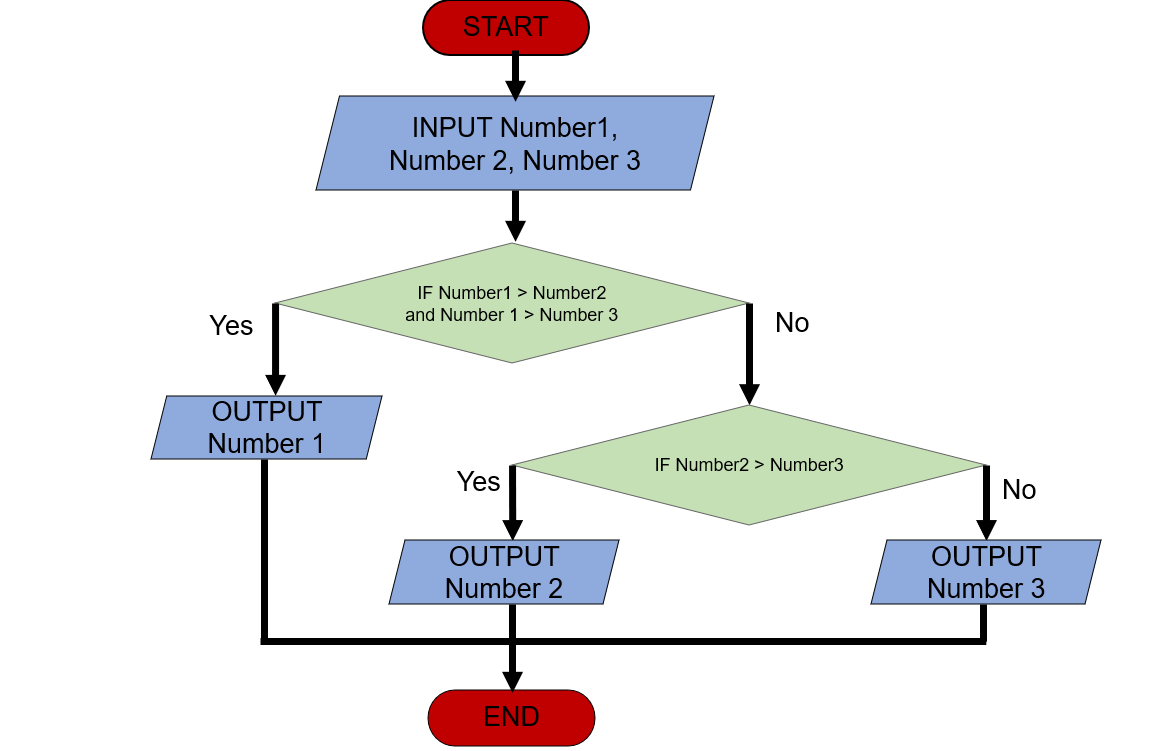 START
INPUT Number1,
Number 2, Number 3
IF Number1 > Number2
and Number 1 > Number 3
Yes
No
OUTPUT
Number 1
IF Number2 > Number3
Yes
No
OUTPUT
Number 2
OUTPUT
Number 3
END